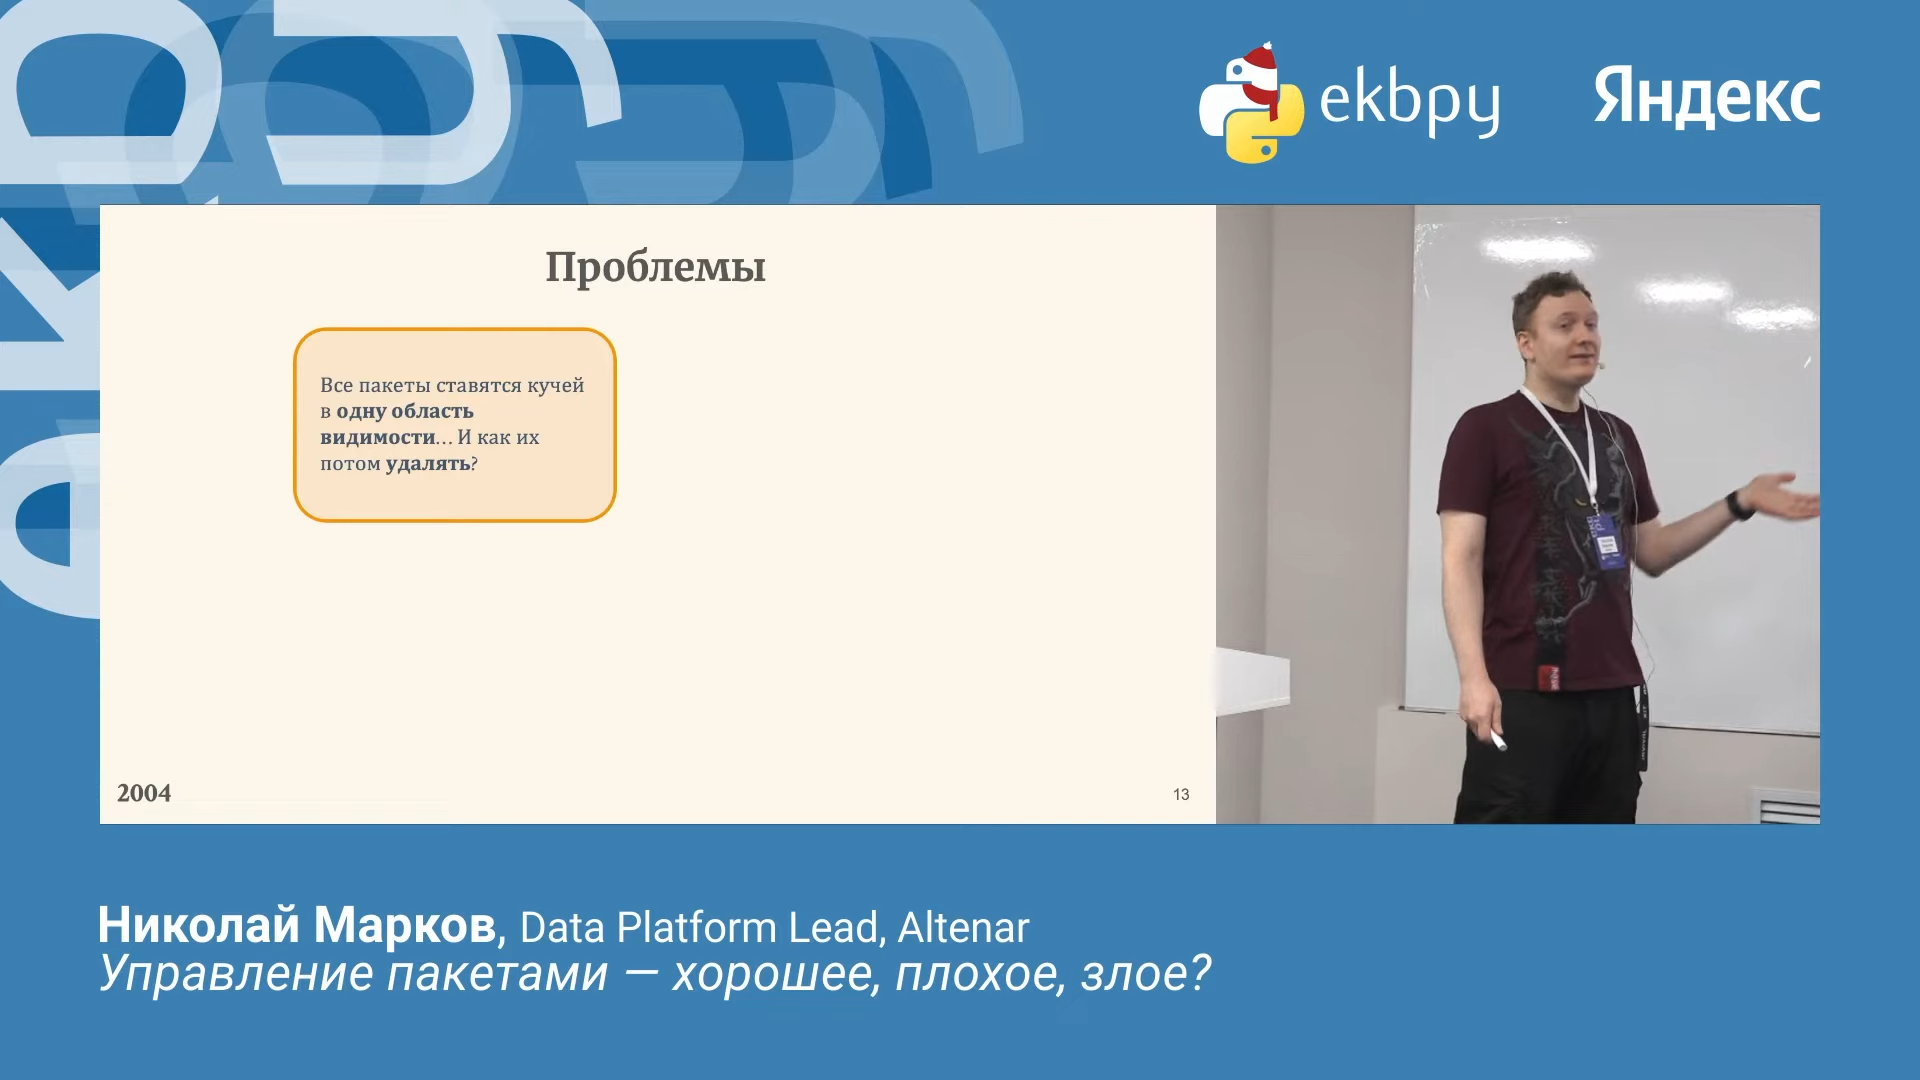 ekbpy
Яндекс
Проблемы
Все пакеты ставятся кучей
в одну область
видимости... И как их
потом удалять?
2004
13
Николай Марков, Data Platform Lead, Altenar
Управление пакетами — хорошее, плохое, злое?